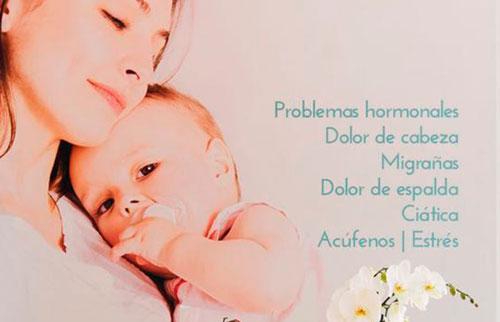 Problemas hormonales
Dolor de cabeza
Migrañas
Dolor de espalda
Ciática
Acúfenos | Estrés